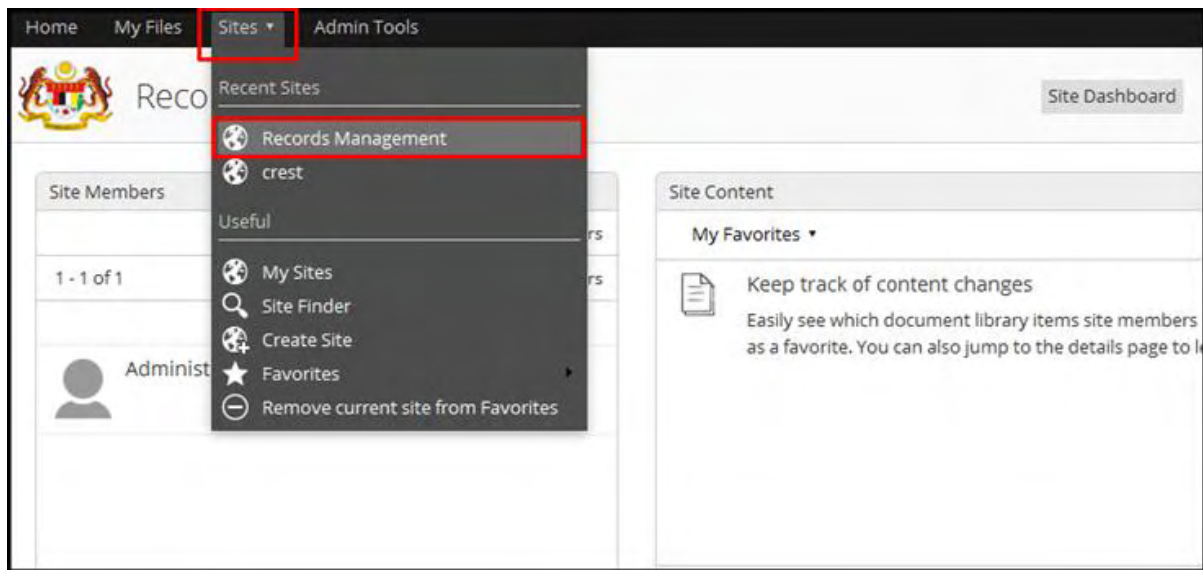 Home My Files Sites Admin Tools
Reco
Recent Sites
Site Dashboard
Records Management
crest
Site Members
Site Content
Useful
rs
My Favorites
1 - 1 of 1
rs
My Sites
Keep track of content changes
Site Finder
Easily see which document library items site members
Create Site
as a favorite. You can also jump to the details page to le
Administ
Favorites
Remove current site from Favorites